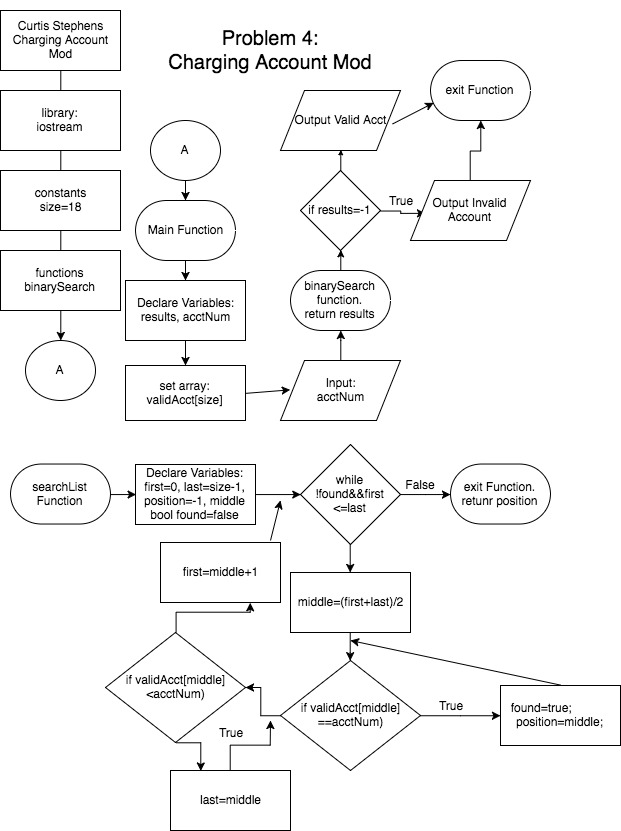 Curtis Stephens
Charging Account
Mod
Problem 4:
Charging Account Mod
library:
iostream
constants
size=18
functions
binarySearch
A
A
Main Function
Declare Variables:
results, acctNum
set array:
validAcct[size]
Input:
acctNum
binarySearch
function.
return results
if results=-1
True
Output Valid Acct
Output Invalid
Account
exit Function
searchList
Function
Declare Variables:
first=0, last=size-1,
position=-1, middle
bool found=false
while
!found&&first
<=last
False
exit Function.
retunr position
first=middle+1
middle=(first+last)/2
if validAcct[middle]
<acctNum)
if validAcct[middle]
==acctNum)
True
found=true;
position=middle;
True
last=middle